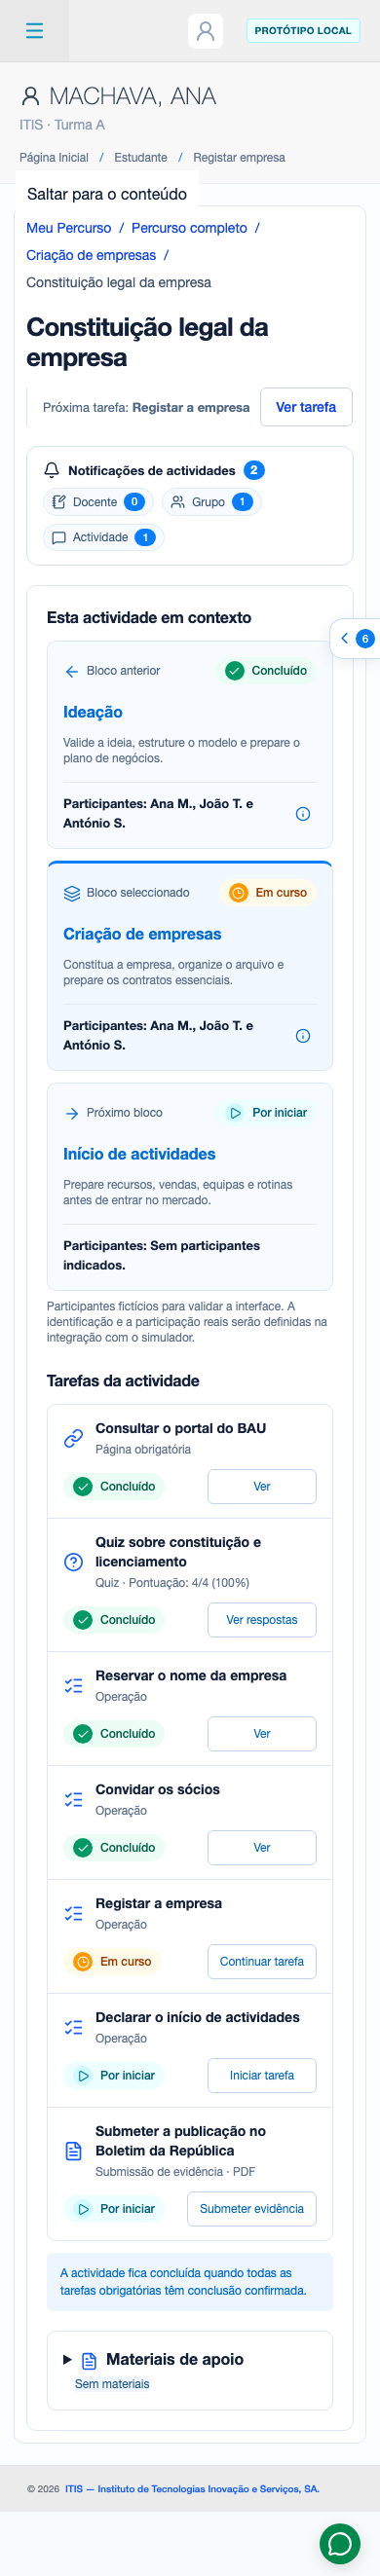 PROTÓTIPO LOCAL
MACHAVA, ANA
ITIS · Turma A
Página Inicial / Estudante / Registar empresa
Saltar para o conteúdo
Meu Percurso / Percurso completo /
Criação de empresas /
Constituição legal da empresa
Constituição legal da
empresa
Próxima tarefa: Registar a empresa
Ver tarefa
Notificações de actividades 2
Docente 0 Grupo 1
Actividade 1
Esta actividade em contexto
6
Bloco anterior Concluído
Ideação
Valide a ideia, estruture o modelo e prepare o
plano de negócios.
Participantes: Ana M., João T. e
António S.
Bloco seleccionado Em curso
Criação de empresas
Constitua a empresa, organize o arquivo e
prepare os contratos essenciais.
Participantes: Ana M., João T. e
António S.
Próximo bloco Por iniciar
Início de actividades
Prepare recursos, vendas, equipas e rotinas
antes de entrar no mercado.
Participantes: Sem participantes
indicados.
Participantes fictícios para validar a interface. A
identificação e a participação reais serão definidas na
integração com o simulador.
Tarefas da actividade
Consultar o portal do BAU
Página obrigatória
Concluído Ver
Quiz sobre constituição e
licenciamento
Quiz · Pontuação: 4/4 (100%)
Concluído Ver respostas
Reservar o nome da empresa
Operação
Concluído Ver
Convidar os sócios
Operação
Concluído Ver
Registar a empresa
Operação
Em curso Continuar tarefa
Declarar o início de actividades
Operação
Por iniciar Iniciar tarefa
Submeter a publicação no
Boletim da República
Submissão de evidência · PDF
Por iniciar Submeter evidência
A actividade fica concluída quando todas as
tarefas obrigatórias têm conclusão confirmada.
Materiais de apoio
Sem materiais
© 2026 ITIS — Instituto de Tecnologias Inovação e Serviços, SA.